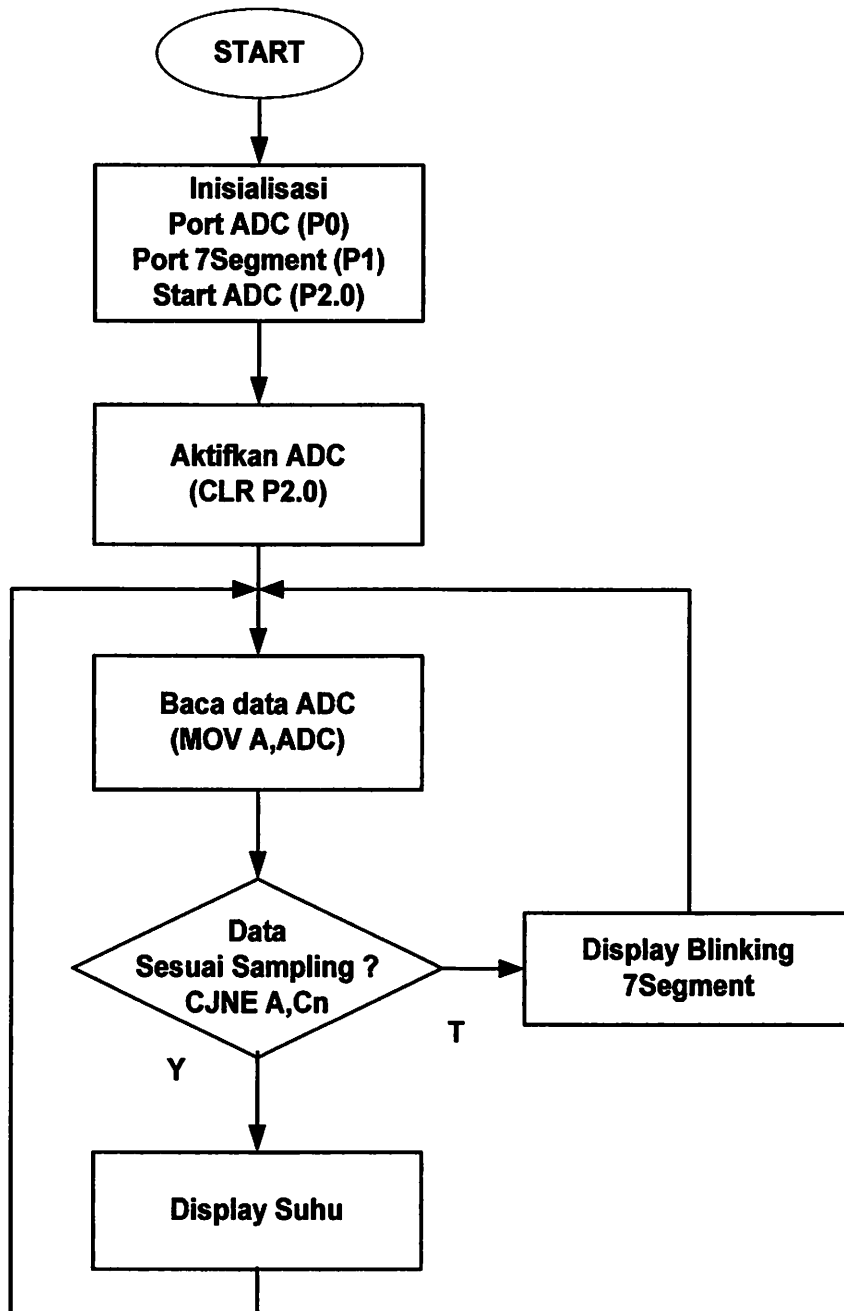 START
Inisialisasi
Port ADC (P0)
Port 7Segment (P1)
Start ADC (P2.0)
Aktifkan ADC
(CLR P2.0)
Baca data ADC
(MOV A,ADC)
Data
Sesuai Sampling ?
CJNE A,Cn
T
Display Blinking
7Segment
Y
Display Suhu